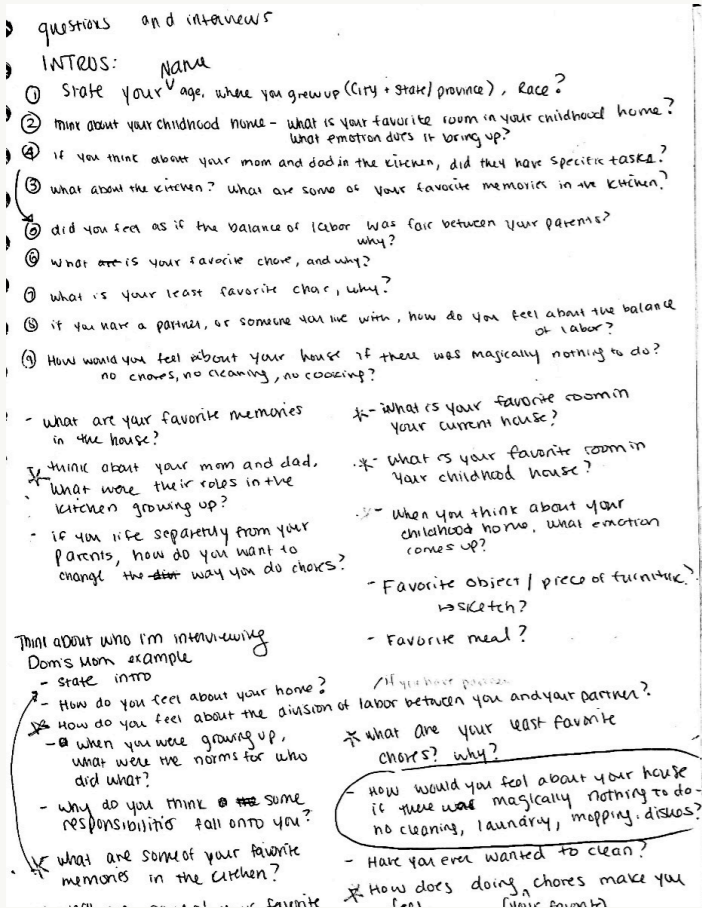 questions and interviews
INTROS:
Name
① State your ∨ age, where you grew up (City + State/province), Race?
② Think about your childhood home - what is your favorite room in your childhood home?
what emotion does it bring up?
④ if you think about your mom and dad in the kitchen, did they have specific tasks?
③ what about the kitchen? what are some of your favorite memories in the kitchen?
⑤ did you feel as if the balance of labor was fair between your parents?
why?
⑥ what are is your favorite chore, and why?
⑦ what is your least favorite chor, why?
⑧ if you have a partner, or someone you live with, how do you feel about the balance
of labor?
⑨ How would you feel about your house if there was magically nothing to do?
no chores, no cleaning, no cooking?
- what are your favorite memories
in the house?
* think about your mom and dad,
what were their roles in the
kitchen growing up?
- if you life separetly from your
parents, how do you want to
change the way you do chores?
* - what is your favorite room in
your current house?
* - what is your favorite room in
your childhood house?
- when you think about your
childhood home, what emotion
comes up?
- Favorite object / piece of furniture?
↳ sketch?
- Favorite meal?
Think about who i'm interviewing
Dom's Mom example
- state intro
- How do you feel about your home?
/if you have partner
* How do you feel about the division of labor between you and your partner?
- when you were growing up,
what were the norms for who
did what?
- why do you think the some
responsibilities fall onto you?
* what are some of your favorite
memories in the kitchen?
favorite
* what are your least favorite
chores? why?
- How would you feel about your house
if there was magically nothing to do -
no cleaning, laundry, mopping, dishes?
- Have you ever wanted to clean?
* How does doing ∧ chores make you
feel
(your favorite)